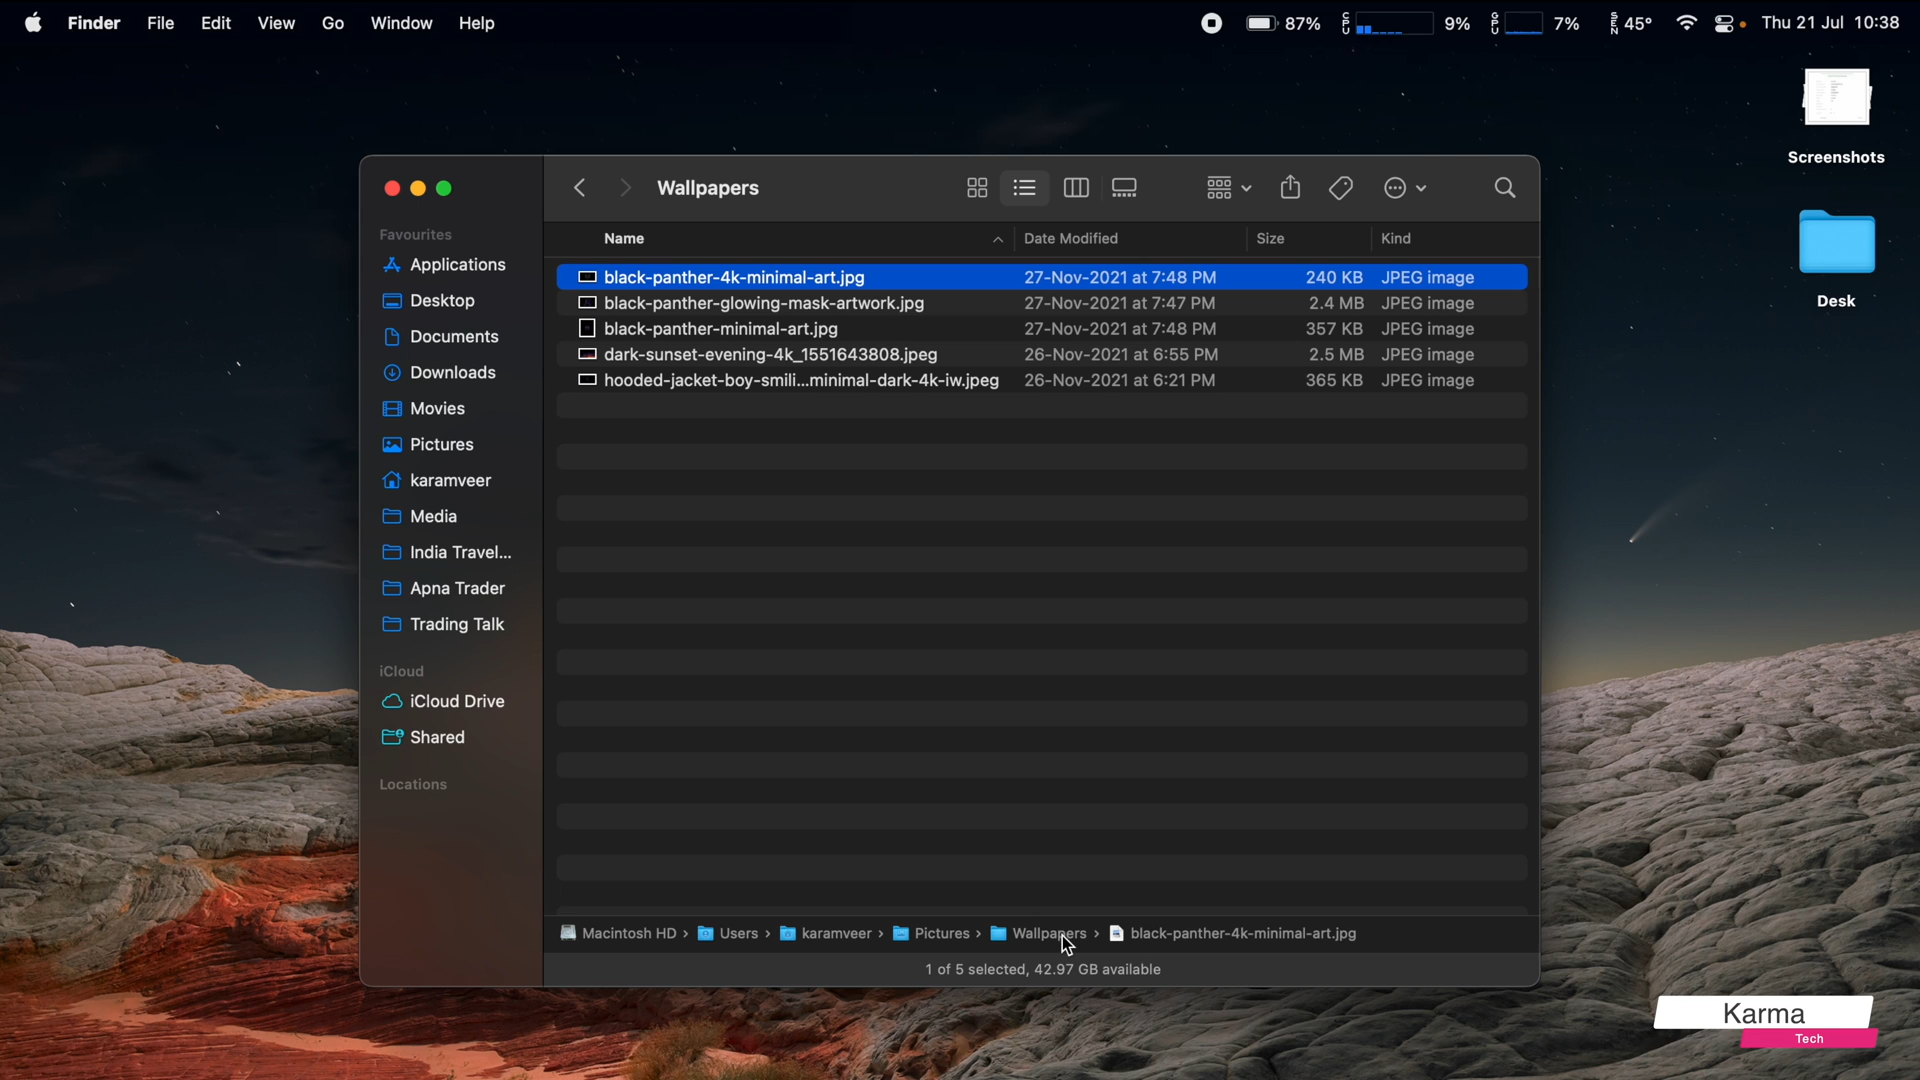 Finder File Edit View Go Window Help
87% CPU 9% GPU 7% SEN 45° Thu 21 Jul 10:38
Screenshots
Desk
Wallpapers
Favourites
Applications
Desktop
Documents
Downloads
Movies
Pictures
karamveer
Media
India Travel...
Apna Trader
Trading Talk
iCloud
iCloud Drive
Shared
Locations
Name Date Modified Size Kind
black-panther-4k-minimal-art.jpg 27-Nov-2021 at 7:48 PM 240 KB JPEG image
black-panther-glowing-mask-artwork.jpg 27-Nov-2021 at 7:47 PM 2.4 MB JPEG image
black-panther-minimal-art.jpg 27-Nov-2021 at 7:48 PM 357 KB JPEG image
dark-sunset-evening-4k_1551643808.jpeg 26-Nov-2021 at 6:55 PM 2.5 MB JPEG image
hooded-jacket-boy-smili...minimal-dark-4k-iw.jpeg 26-Nov-2021 at 6:21 PM 365 KB JPEG image
Macintosh HD › Users › karamveer › Pictures › Wallpapers › black-panther-4k-minimal-art.jpg
1 of 5 selected, 42.97 GB available
Karma
Tech